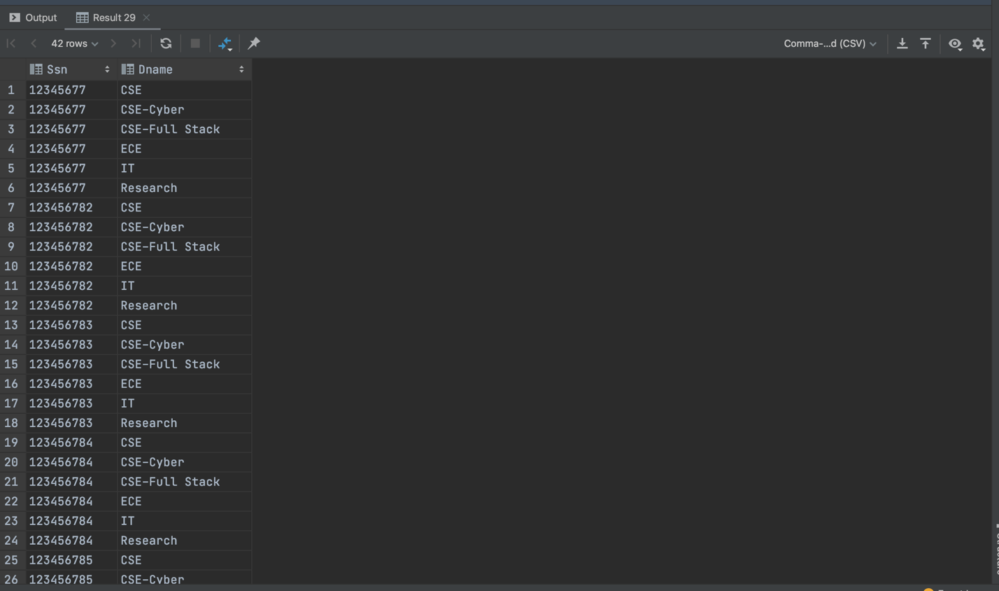 Output Result 29
42 rows Comma-...d (CSV)
Ssn Dname
1 12345677 CSE
2 12345677 CSE-Cyber
3 12345677 CSE-Full Stack
4 12345677 ECE
5 12345677 IT
6 12345677 Research
7 123456782 CSE
8 123456782 CSE-Cyber
9 123456782 CSE-Full Stack
10 123456782 ECE
11 123456782 IT
12 123456782 Research
13 123456783 CSE
14 123456783 CSE-Cyber
15 123456783 CSE-Full Stack
16 123456783 ECE
17 123456783 IT
18 123456783 Research
19 123456784 CSE
20 123456784 CSE-Cyber
21 123456784 CSE-Full Stack
22 123456784 ECE
23 123456784 IT
24 123456784 Research
25 123456785 CSE
26 123456785 CSE-Cyber